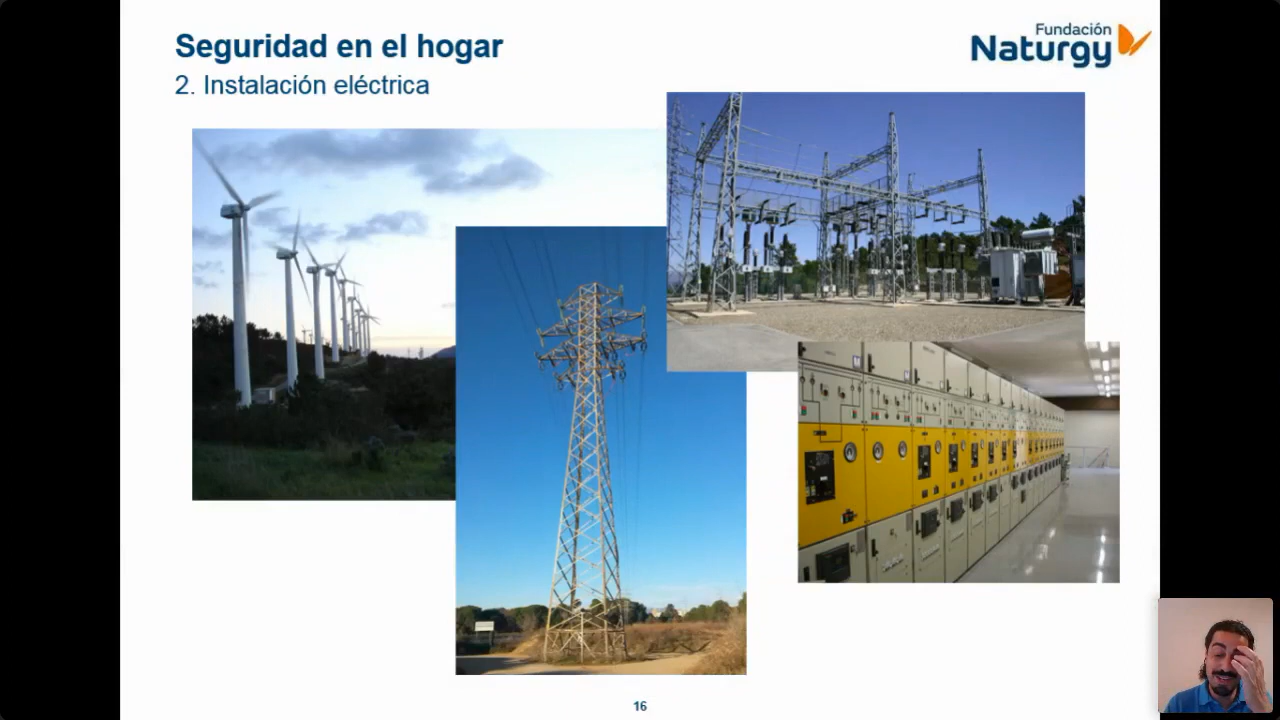 Seguridad en el hogar
2. Instalación eléctrica
Fundación
Naturgy
16